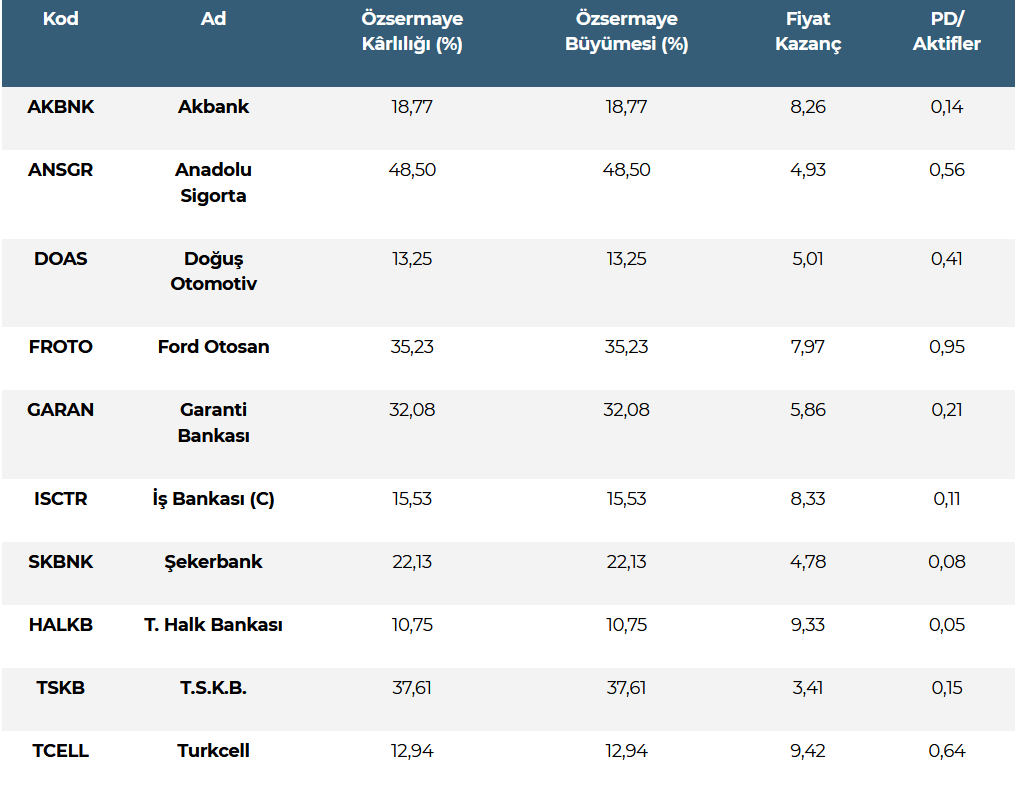 Kod Ad Özsermaye Kârlılığı (%) Özsermaye Büyümesi (%) Fiyat Kazanç PD/ Aktifler
AKBNK Akbank 18,77 18,77 8,26 0,14
ANSGR Anadolu Sigorta 48,50 48,50 4,93 0,56
DOAS Doğuş Otomotiv 13,25 13,25 5,01 0,41
FROTO Ford Otosan 35,23 35,23 7,97 0,95
GARAN Garanti Bankası 32,08 32,08 5,86 0,21
ISCTR İş Bankası (C) 15,53 15,53 8,33 0,11
SKBNK Şekerbank 22,13 22,13 4,78 0,08
HALKB T. Halk Bankası 10,75 10,75 9,33 0,05
TSKB T.S.K.B. 37,61 37,61 3,41 0,15
TCELL Turkcell 12,94 12,94 9,42 0,64